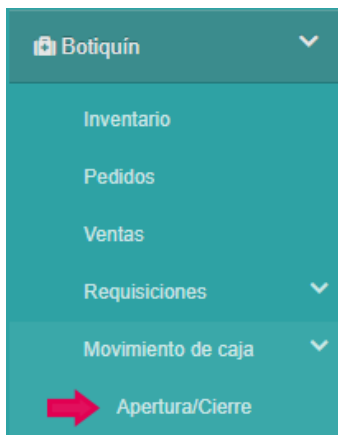 Botiquín
Inventario
Pedidos
Ventas
Requisiciones
Movimiento de caja
Apertura/Cierre